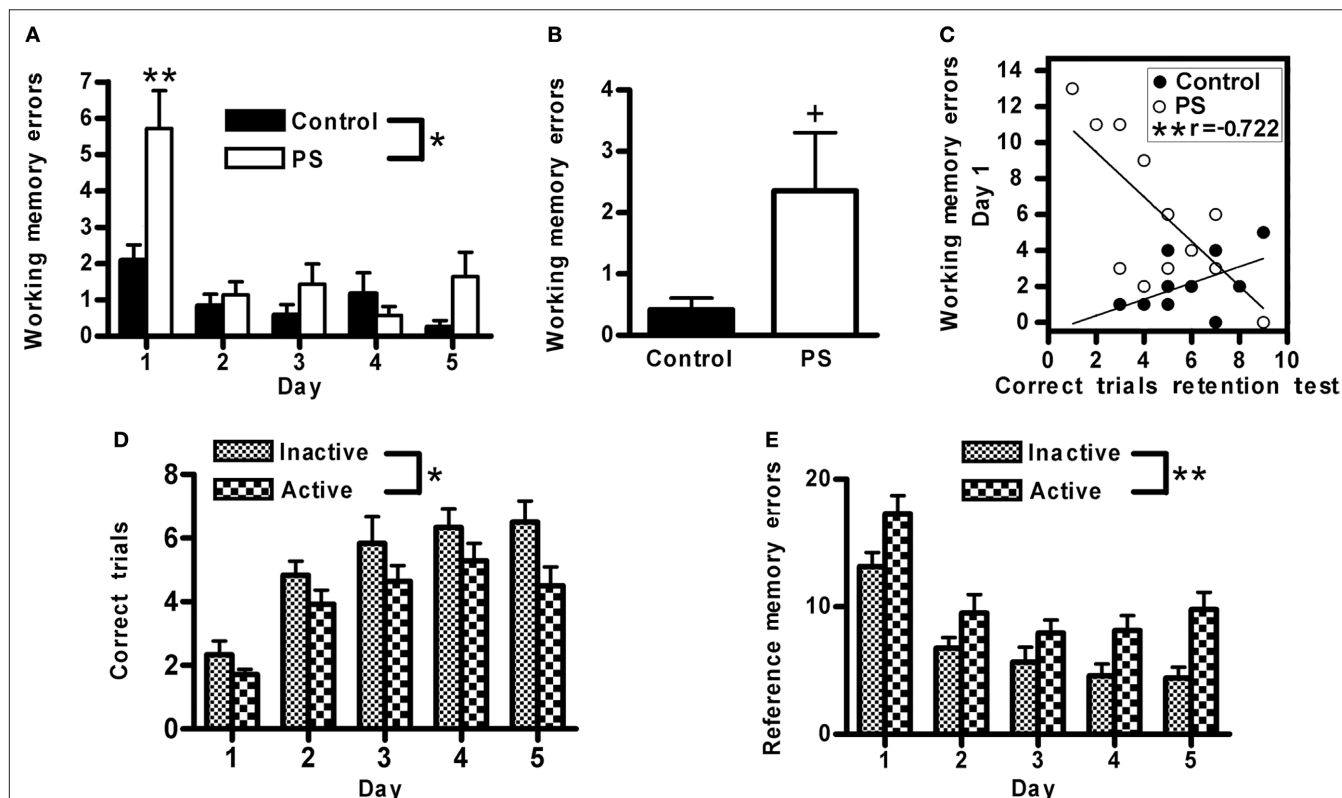 A
Working memory errors
7
6
5
4
3
2
1
0
**
Control
PS
*
1 2 3 4 5
Day
B
Working memory errors
4
3
2
1
0
+
Control PS
C
Working memory errors
Day 1
14
12
10
8
6
4
2
0
Control
PS
**r=-0.722
0 2 4 6 8 10
Correct trials retention test
D
Correct trials
8
6
4
2
0
Inactive
Active
*
1 2 3 4 5
Day
E
Reference memory errors
20
10
0
Inactive
Active
**
1 2 3 4 5
Day